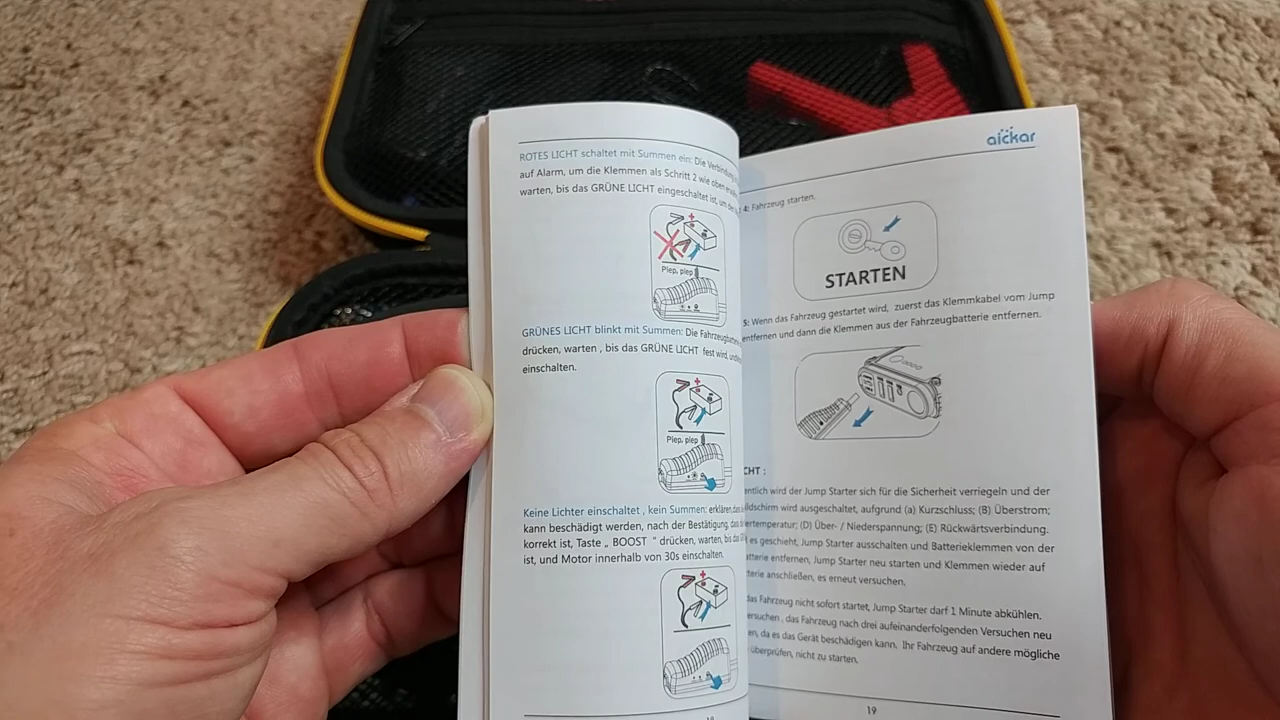 ROTES LICHT schaltet mit Summen ein: Die Verbindung
auf Alarm, um die Klemmen als Schritt 2 wie oben
warten, bis das GRÜNE LICHT eingeschaltet ist, um
Piep, piep
GRÜNES LICHT blinkt mit Summen: Die Fahrzeugbatterie
drücken, warten , bis das GRÜNE LICHT fest wird,
einschalten.
Piep, piep
Keine Lichter einschaltet , kein Summen: erklären,
kann beschädigt werden, nach der Bestätigung,
korrekt ist, Taste „ BOOST " drücken, warten, bis das
ist, und Motor innerhalb von 30s einschalten.
aickar
4: Fahrzeug starten.
STARTEN
5: Wenn das Fahrzeug gestartet wird, zuerst das Klemmkabel vom Jump
entfernen und dann die Klemmen aus der Fahrzeugbatterie entfernen.
CHT :
entlich wird der Jump Starter sich für die Sicherheit verriegeln und der
ldschirm wird ausgeschaltet, aufgrund (a) Kurzschluss; (B) Überstrom;
ertemperatur; (D) Über- / Niederspannung; (E) Rückwärtsverbindung.
es geschieht, Jump Starter ausschalten und Batterieklemmen von der
atterie entfernen, Jump Starter neu starten und Klemmen wieder auf
terie anschließen, es erneut versuchen.
das Fahrzeug nicht sofort startet, Jump Starter darf 1 Minute abkühlen.
ersuchen , das Fahrzeug nach drei aufeinanderfolgenden Versuchen neu
en, da es das Gerät beschädigen kann. Ihr Fahrzeug auf andere mögliche
überprüfen, nicht zu starten.
19